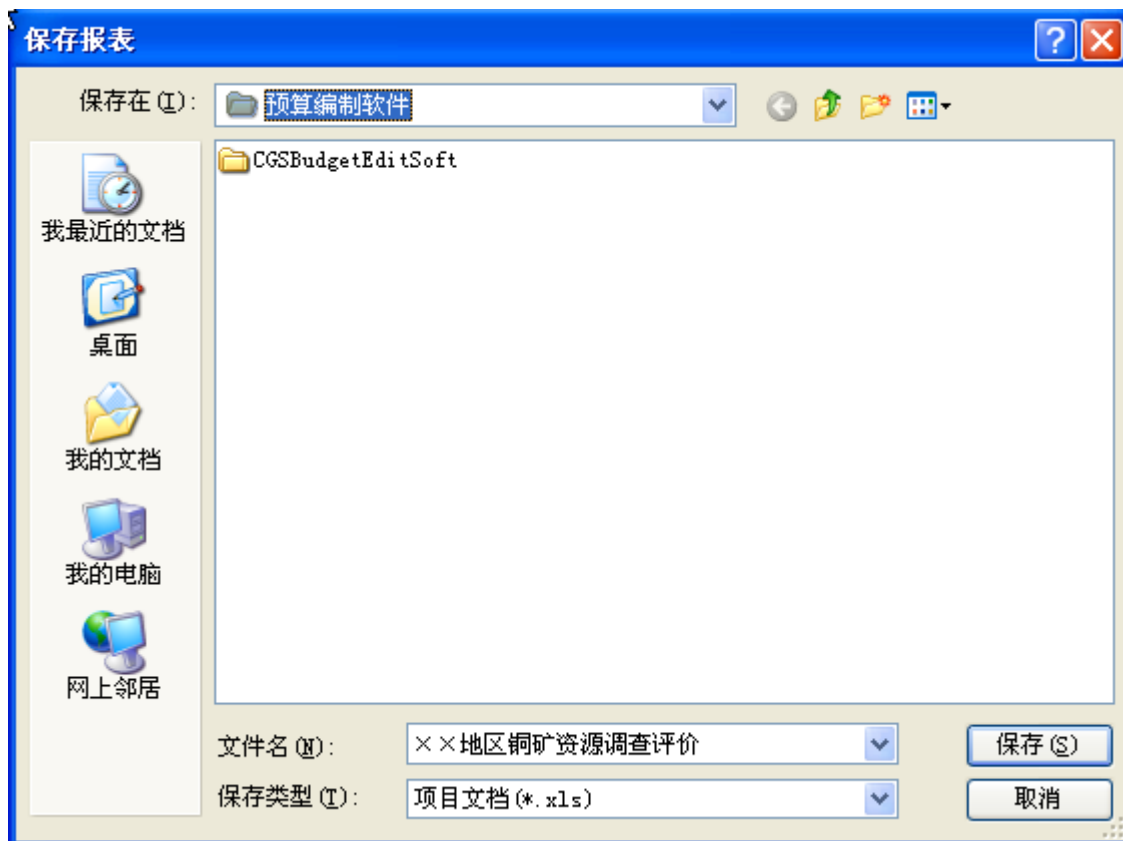 保存报表
保存在(I): 预算编制软件
CGSBudgetEditSoft
我最近的文档
桌面
我的文档
我的电脑
网上邻居
文件名(N): ××地区铜矿资源调查评价 保存(S)
保存类型(T): 项目文档(*.xls) 取消